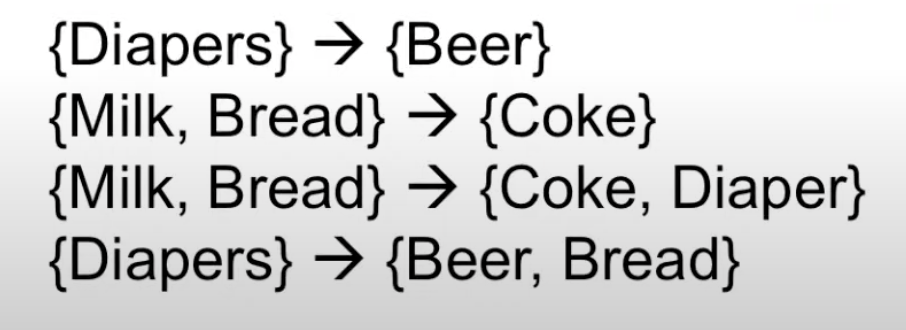 {Diapers} → {Beer}
{Milk, Bread} → {Coke}
{Milk, Bread} → {Coke, Diaper}
{Diapers} → {Beer, Bread}